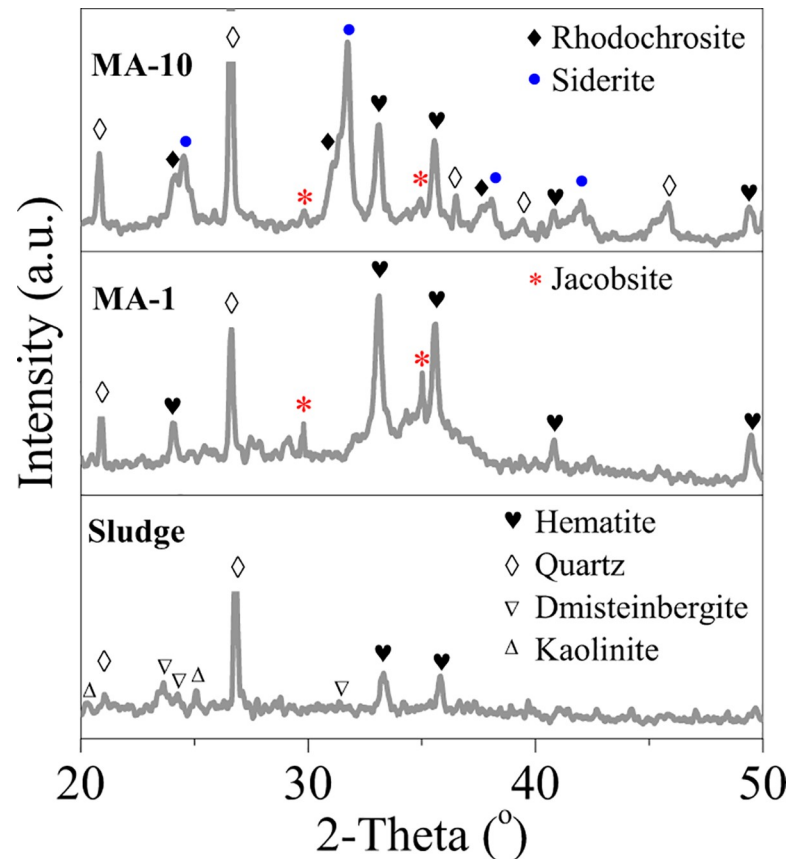 MA-10
Rhodochrosite
Siderite
MA-1
Jacobsite
Sludge
Hematite
Quartz
Dmisteinbergite
Kaolinite
Intensity (a.u.)
20 30 40 50
2-Theta (°)